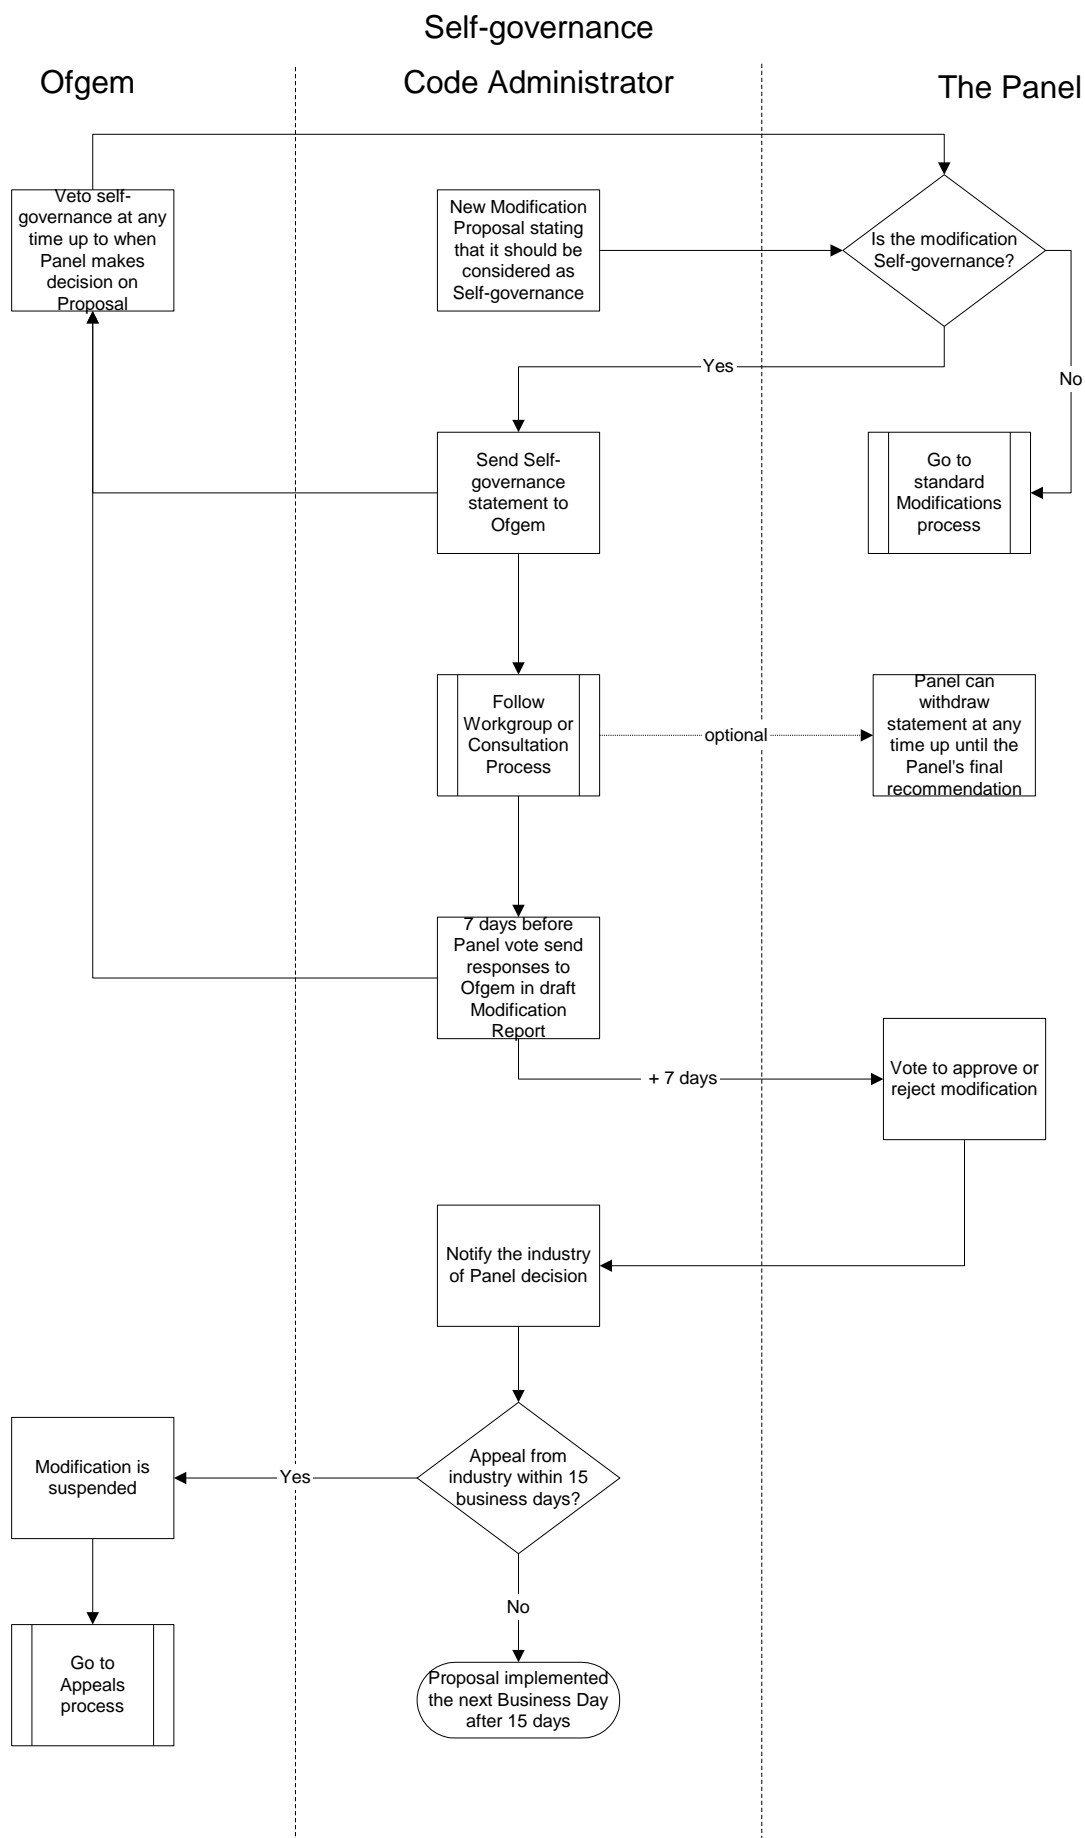 Self-governance
Ofgem
Code Administrator
The Panel
Veto self-
governance at any
time up to when
Panel makes
decision on
Proposal
New Modification
Proposal stating
that it should be
considered as
Self-governance
Is the modification
Self-governance?
Yes
No
Send Self-
governance
statement to
Ofgem
Go to
standard
Modifications
process
Follow
Workgroup or
Consultation
Process
optional
Panel can
withdraw
statement at any
time up until the
Panel's final
recommendation
7 days before
Panel vote send
responses to
Ofgem in draft
Modification
Report
+ 7 days
Vote to approve or
reject modification
Notify the industry
of Panel decision
Modification is
suspended
Yes
Appeal from
industry within 15
business days?
No
Go to
Appeals
process
Proposal implemented
the next Business Day
after 15 days